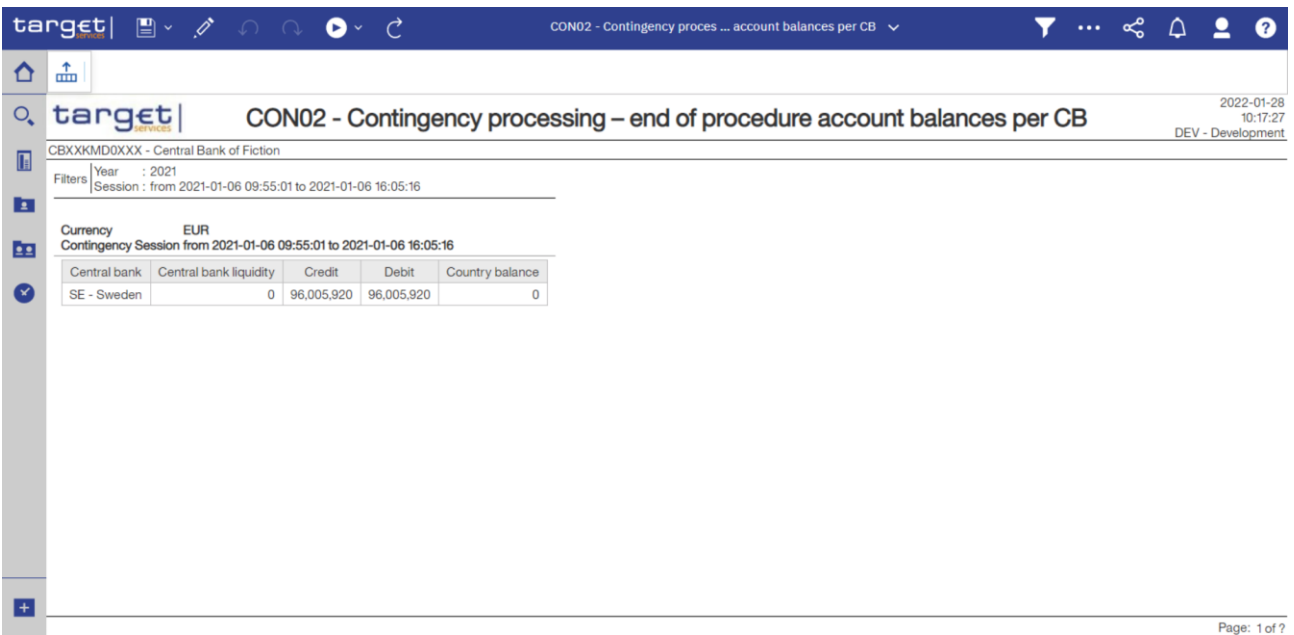 target| services
CON02 - Contingency proces ... account balances per CB
?
target| services
CON02 - Contingency processing – end of procedure account balances per CB
2022-01-28
10:17:27
DEV - Development
CBXXKMD0XXX - Central Bank of Fiction
Filters Year : 2021
Session : from 2021-01-06 09:55:01 to 2021-01-06 16:05:16
Currency EUR
Contingency Session from 2021-01-06 09:55:01 to 2021-01-06 16:05:16
Central bank Central bank liquidity Credit Debit Country balance
SE - Sweden 0 96,005,920 96,005,920 0
Page: 1 of ?